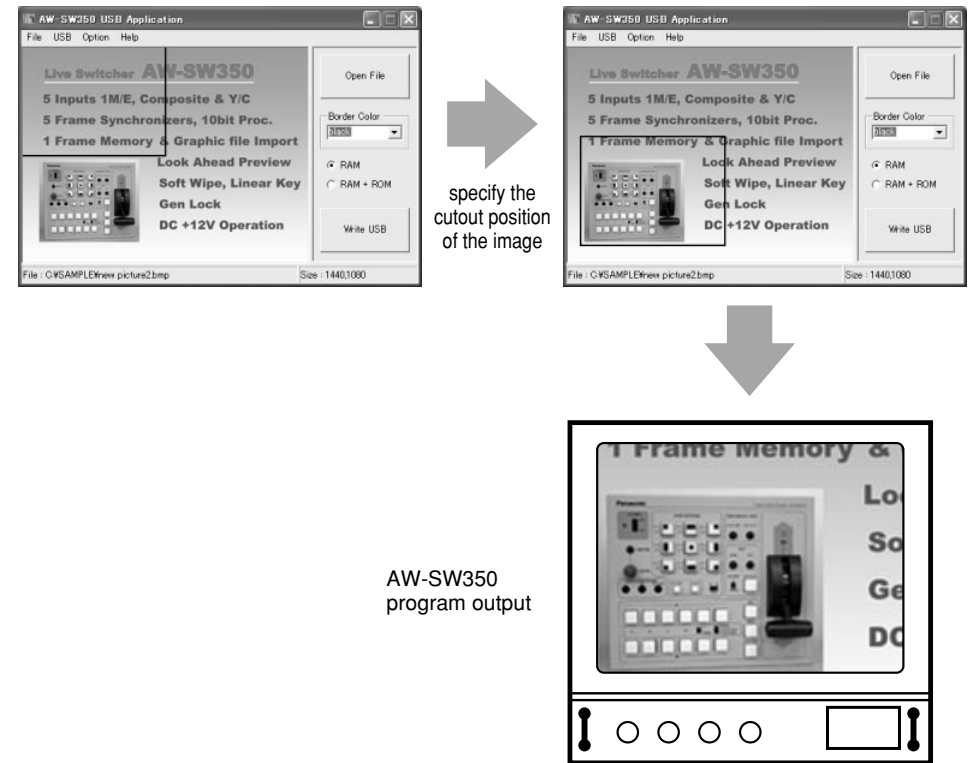 AW-SW350 USB Application
File USB Option Help
Live Switcher AW-SW350
5 Inputs 1M/E, Composite & Y/C
5 Frame Synchronizers, 10bit Proc.
1 Frame Memory & Graphic file Import
Look Ahead Preview
Soft Wipe, Linear Key
Gen Lock
DC +12V Operation
Open File
Border Color
black
RAM
RAM + ROM
Write USB
File : C:¥SAMPLE¥new picture2.bmp
Size : 1440,1080
specify the
cutout position
of the image
AW-SW350 USB Application
File USB Option Help
Live Switcher AW-SW350
5 Inputs 1M/E, Composite & Y/C
5 Frame Synchronizers, 10bit Proc.
1 Frame Memory & Graphic file Import
Look Ahead Preview
Soft Wipe, Linear Key
Gen Lock
DC +12V Operation
Open File
Border Color
black
RAM
RAM + ROM
Write USB
File : C:¥SAMPLE¥new picture2.bmp
Size : 1440,1080
AW-SW350
program output
1 Frame Memory &
Loo
So
Ge
DC
Panasonic